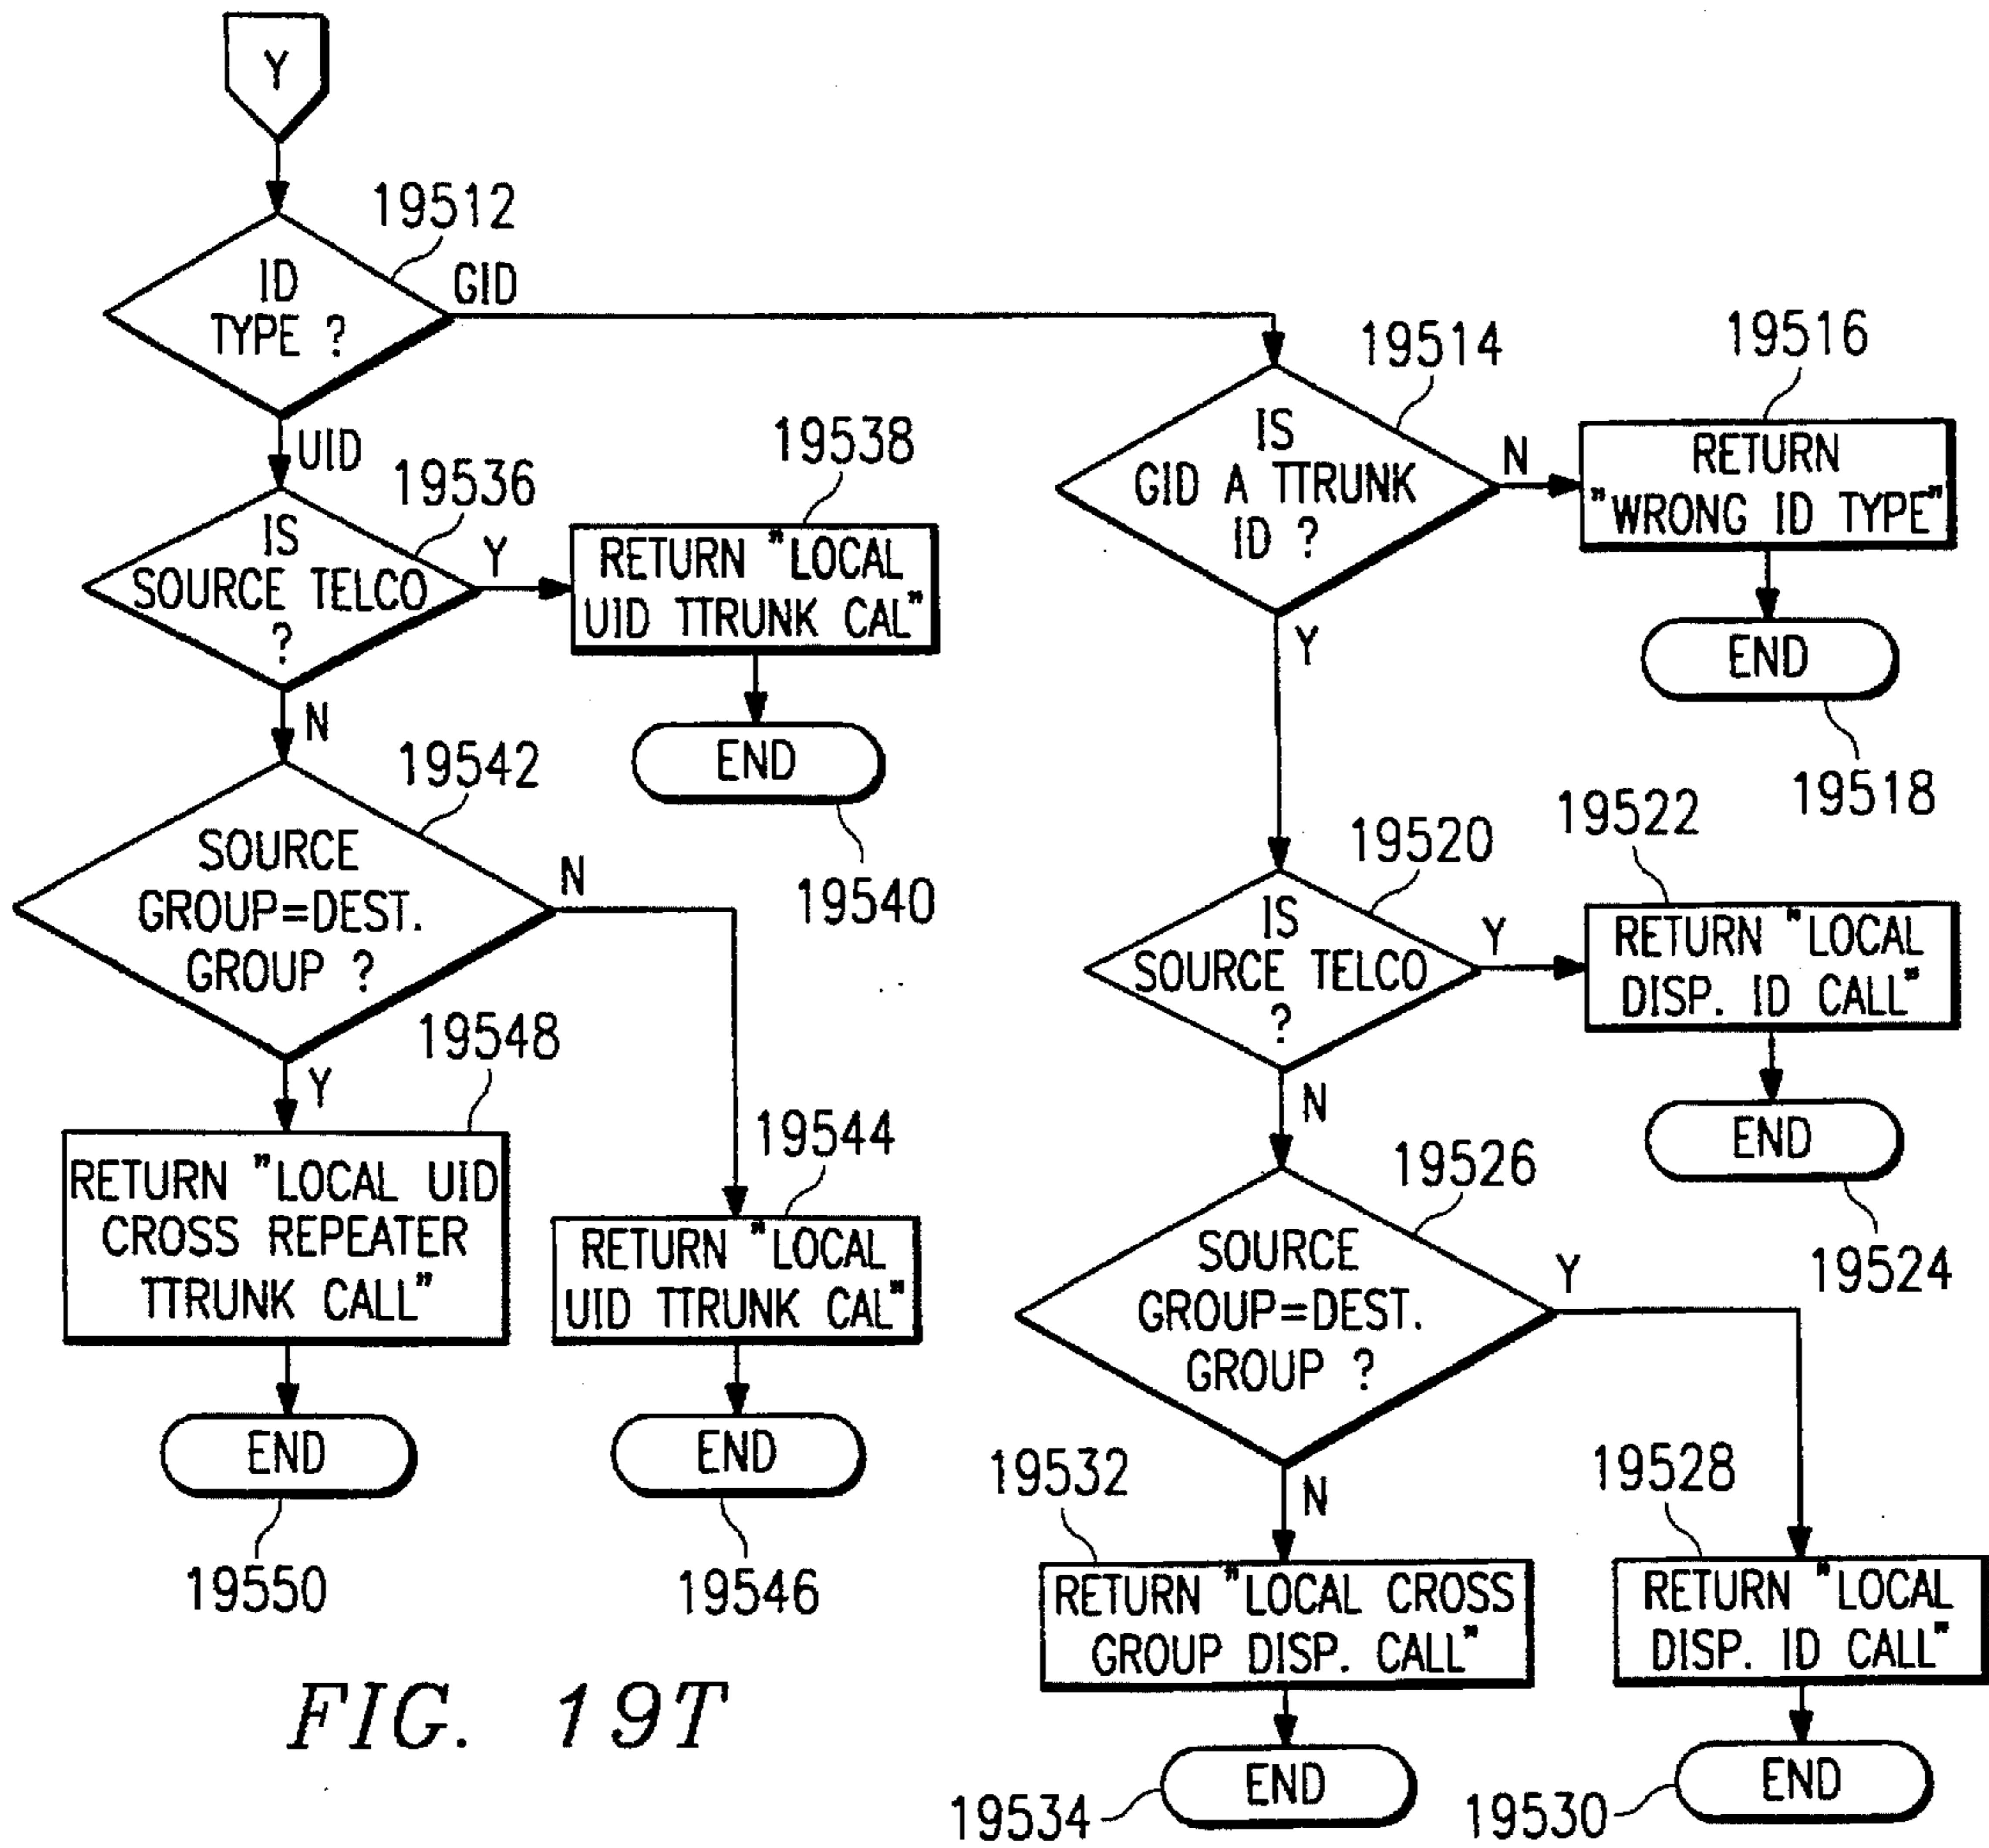 Y
19512
ID
TYPE ?
GID
UID
19536
IS
SOURCE TELCO
?
Y
19538
RETURN "LOCAL
UID TTRUNK CAL"
END
19540
N
19542
SOURCE
GROUP=DEST.
GROUP ?
N
Y
19548
RETURN "LOCAL UID
CROSS REPEATER
TTRUNK CALL"
END
19550
19544
RETURN "LOCAL
UID TTRUNK CAL"
END
19546
19514
IS
GID A TTRUNK
ID ?
N
19516
RETURN
"WRONG ID TYPE"
END
19518
Y
19520
IS
SOURCE TELCO
?
Y
19522
RETURN "LOCAL
DISP. ID CALL"
END
19524
N
19526
SOURCE
GROUP=DEST.
GROUP ?
Y
N
19532
RETURN "LOCAL CROSS
GROUP DISP. CALL"
END
19534
19528
RETURN "LOCAL
DISP. ID CALL"
END
19530
FIG. 19T